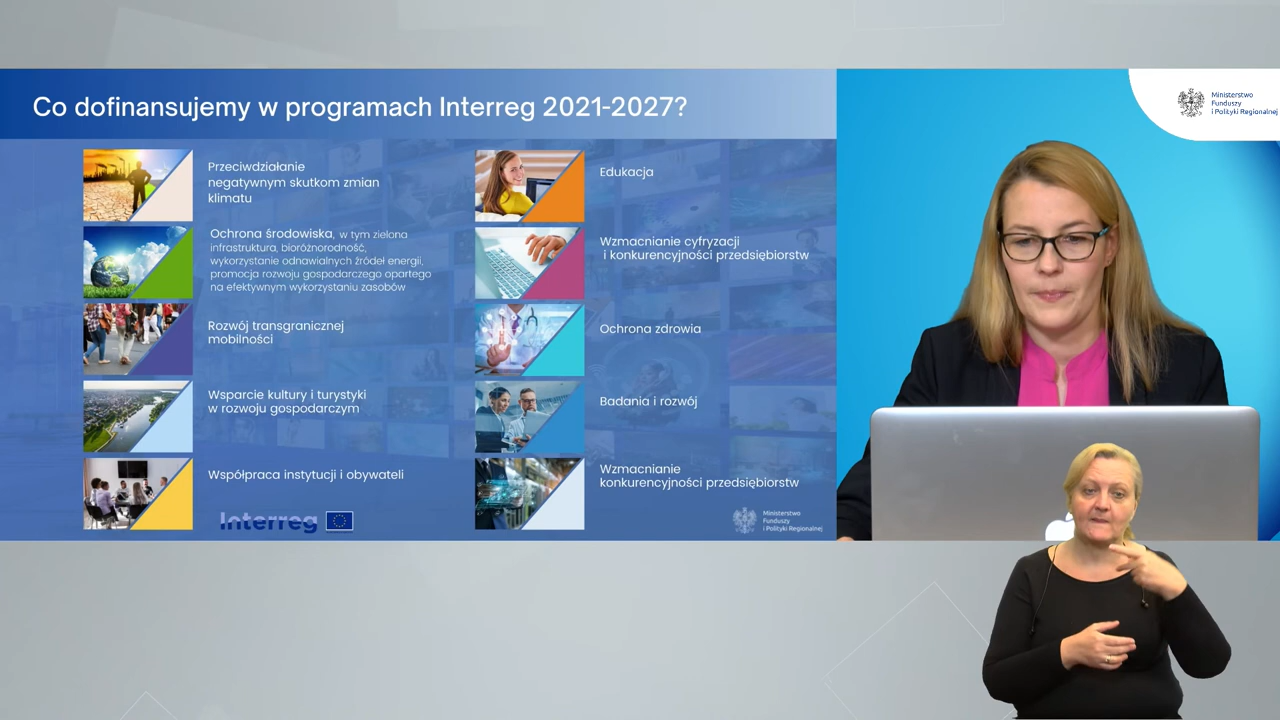 Co dofinansujemy w programach Interreg 2021-2027?
Przeciwdziałanie
negatywnym skutkom zmian
klimatu
Ochrona środowiska, w tym zielona
infrastruktura, bioróżnorodność,
wykorzystanie odnawialnych źródeł energii,
promocja rozwoju gospodarczego opartego
na efektywnym wykorzystaniu zasobów
Rozwój transgranicznej
mobilności
Wsparcie kultury i turystyki
w rozwoju gospodarczym
Współpraca instytucji i obywateli
Edukacja
Wzmacnianie cyfryzacji
i konkurencyjności przedsiębiorstw
Ochrona zdrowia
Badania i rozwój
Wzmacnianie
konkurencyjności przedsiębiorstw
Interreg
Ministerstwo
Funduszy
i Polityki Regionalnej
Ministerstwo
Funduszy
i Polityki Regionalnej